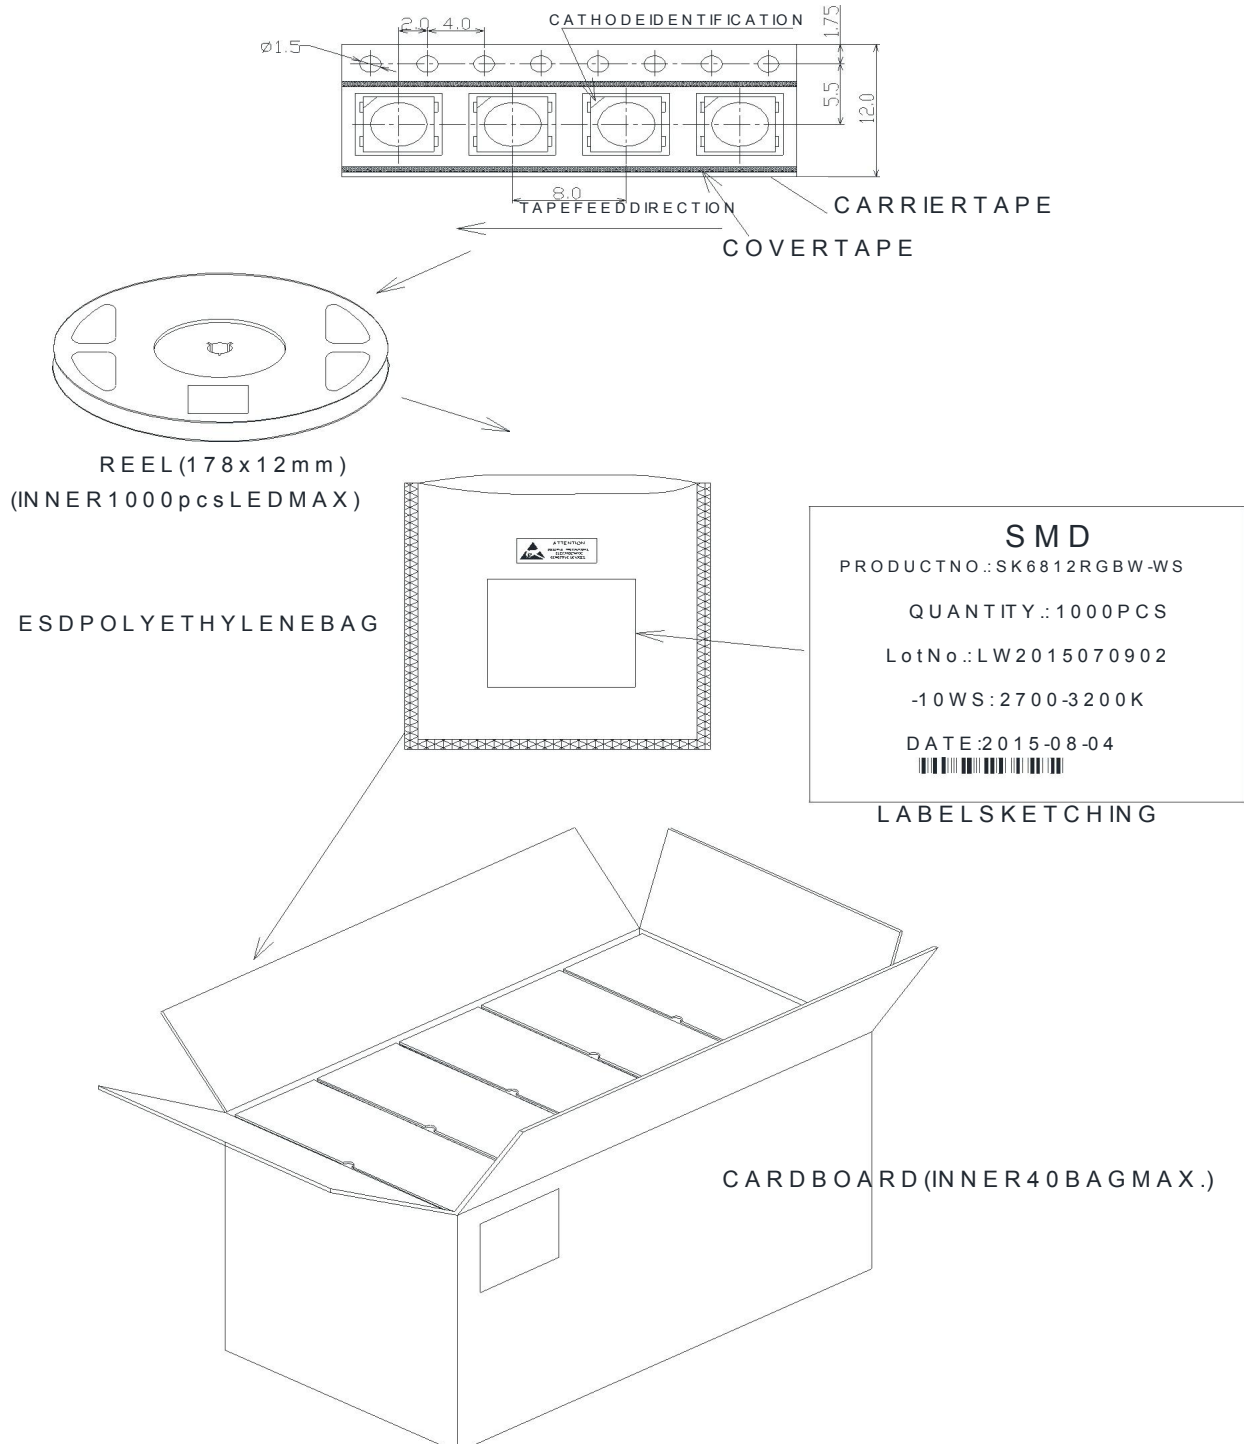 2.0 4.0
CATHODEIDENTIFICATION
1.75
Ø1.5
5.5
12.0
8.0
TAPEFEEDDIRECTION
CARRIERTAPE
COVERTAPE
REEL(178x12mm)
(INNER1000pcsLEDMAX)
ATTENTION
SENSITIVE DEVICES
ESDPOLYETHYLENEBAG
SMD
PRODUCTNO.:SK6812RGBW-WS
QUANTITY.:1000PCS
LotNo.:LW2015070902
-10WS:2700-3200K
DATE:2015-08-04
LABELSKETCHING
CARDBOARD(INNER40BAGMAX.)